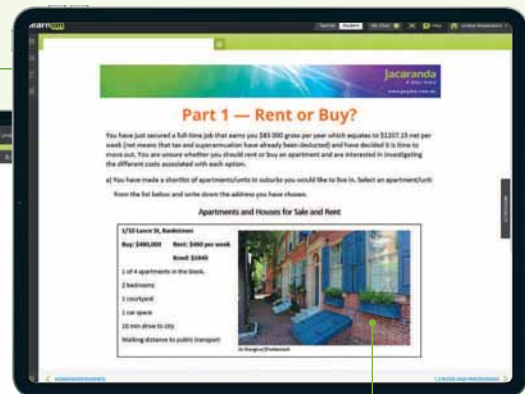 learnon
Teacher Student
jacaranda
A Wiley Brand
Part 1 — Rent or Buy?
You have just secured a full-time job that earns you $85 000 gross per year which equates to $1207.15 net per
week (net means that tax and superannuation have already been deducted) and have decided it is time to
move out. You are unsure whether you should rent or buy an apartment and are interested in investigating
the different costs associated with each option.
a) You have made a shortlist of apartments/units in suburbs you would like to live in. Select an apartment/unit
from the list below and write down the address you have chosen.
Apartments and Houses for Sale and Rent
1/10 Lance St, Bankstown
Buy: $480,000 Rent: $460 per week
Bond: $1840
1 of 4 apartments in the block.
2 bedrooms
1 courtyard
1 car space
10 min drive to city
Walking distance to public transport